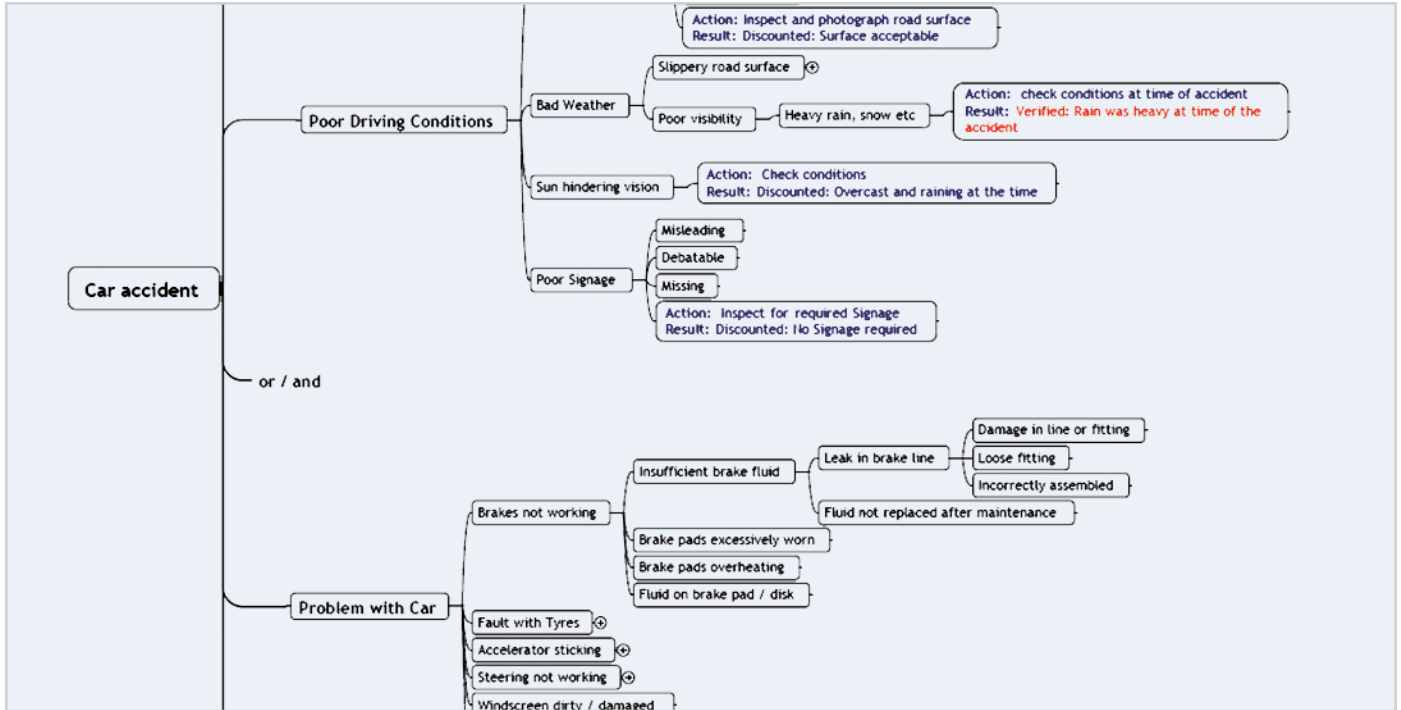 Action: Inspect and photograph road surface
Result: Discounted: Surface acceptable
Slippery road surface
Bad Weather
Poor visibility
Heavy rain, snow etc
Action: check conditions at time of accident
Result: Verified: Rain was heavy at time of the
accident
Poor Driving Conditions
Sun hindering vision
Action: Check conditions
Result: Discounted: Overcast and raining at the time
Poor Signage
Misleading
Debatable
Missing
Action: Inspect for required Signage
Result: Discounted: No Signage required
Car accident
or / and
Problem with Car
Brakes not working
Insufficient brake fluid
Leak in brake line
Damage in line or fitting
Loose fitting
Incorrectly assembled
Fluid not replaced after maintenance
Brake pads excessively worn
Brake pads overheating
Fluid on brake pad / disk
Fault with Tyres
Accelerator sticking
Steering not working
Windscreen dirty / damaged